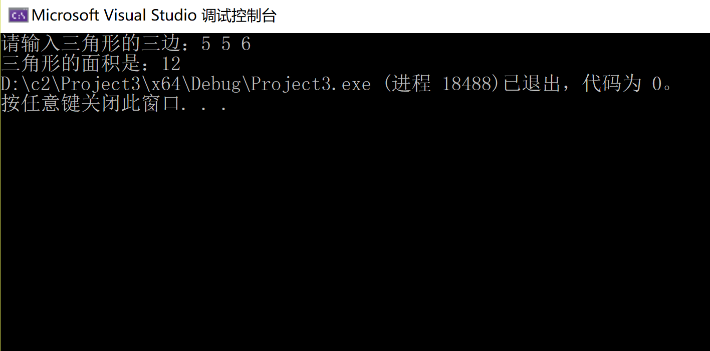 Microsoft Visual Studio 调试控制台
请输入三角形的三边：5 5 6
三角形的面积是：12
D:\c2\Project3\x64\Debug\Project3.exe (进程 18488)已退出，代码为 0。
按任意键关闭此窗口. . .